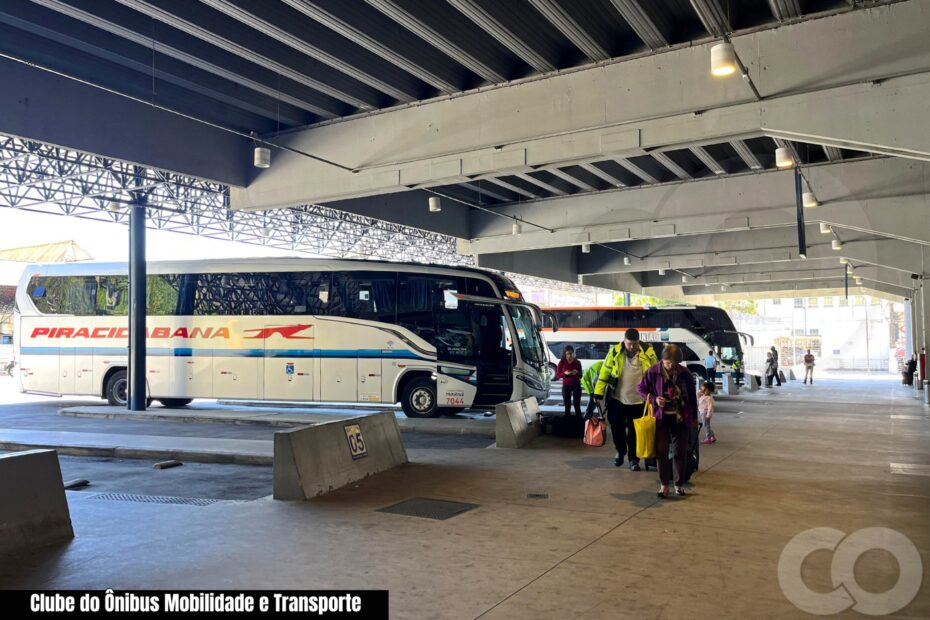 PIRACICABANA
7044
05
Clube do Ônibus Mobilidade e Transporte